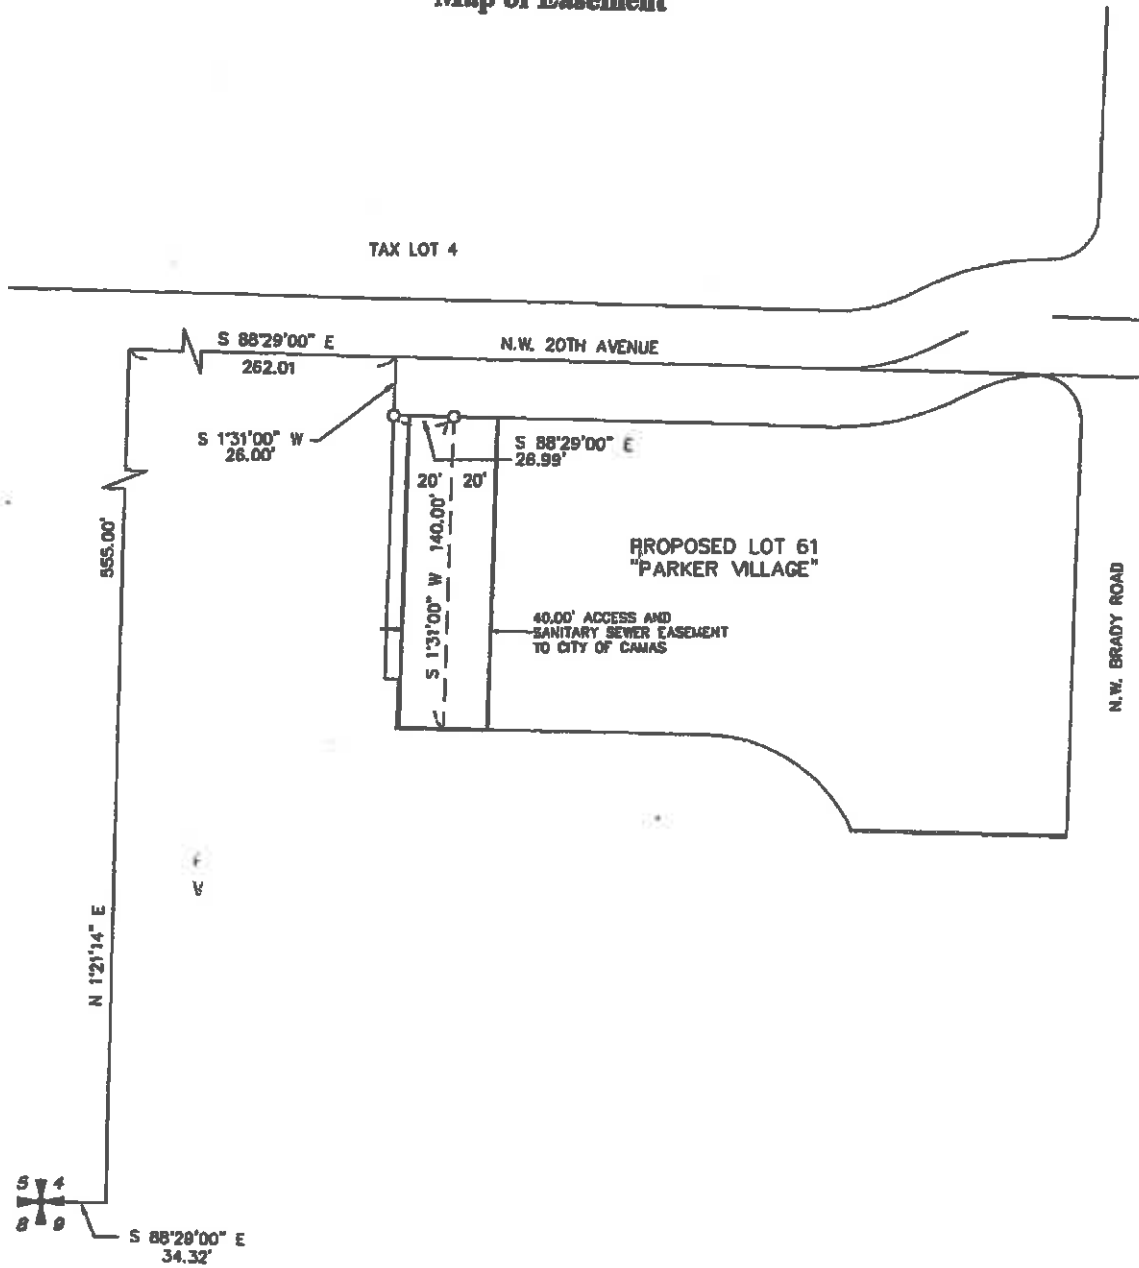 Map of Easement
TAX LOT 4
S 88°29'00" E
262.01
N.W. 20TH AVENUE
S 1°31'00" W
26.00'
S 88°29'00" E
26.99'
20' 20'
S 1°31'00" W 140.00'
555.00'
N 1°21'14" E
PROPOSED LOT 61
"PARKER VILLAGE"
40.00' ACCESS AND
SANITARY SEWER EASEMENT
TO CITY OF CAMAS
N.W. BRADY ROAD
5 4
8 9
S 88°29'00" E
34.32'